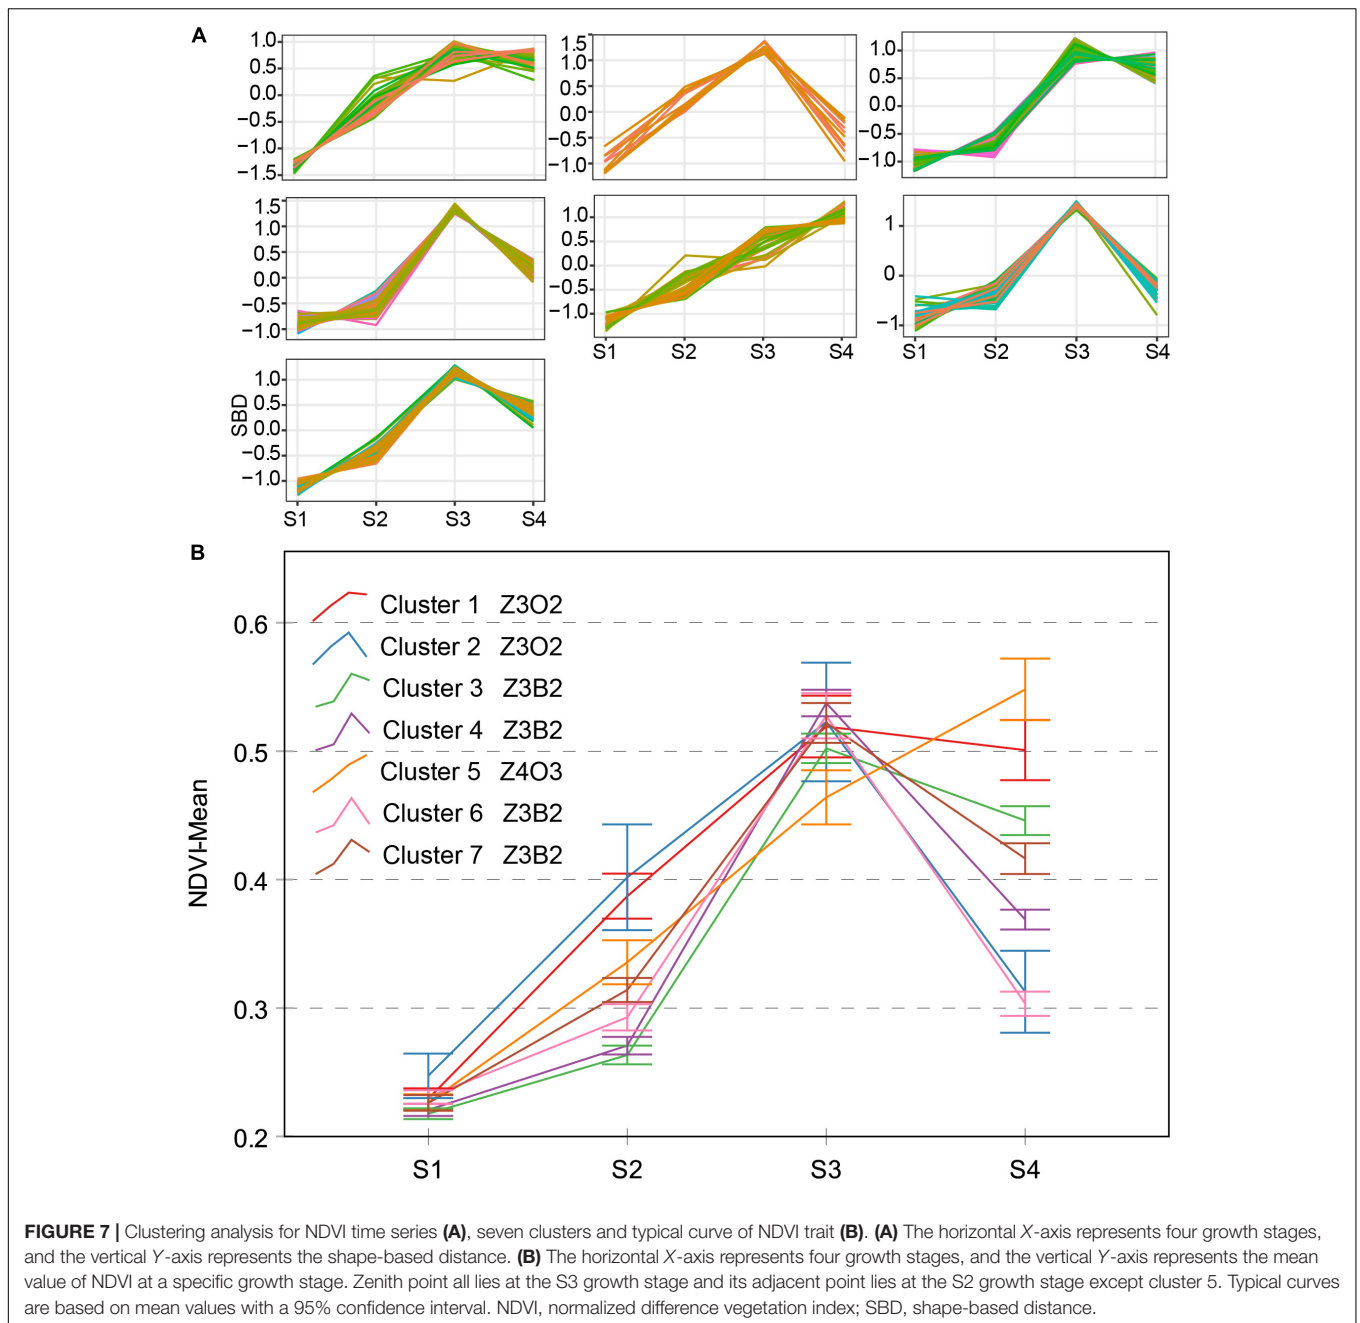 A
1.0
0.5
0.0
−0.5
−1.0
−1.5
1.5
1.0
0.5
0.0
−0.5
−1.0
1.0
0.5
0.0
−0.5
−1.0
1.5
1.0
0.5
0.0
−0.5
−1.0
1.0
0.5
0.0
−0.5
−1.0
S1 S2 S3 S4
1
0
−1
S1 S2 S3 S4
SBD
1.0
0.5
0.0
−0.5
−1.0
S1 S2 S3 S4
B
NDVI-Mean
0.6
0.5
0.4
0.3
0.2
Cluster 1 Z3O2
Cluster 2 Z3O2
Cluster 3 Z3B2
Cluster 4 Z3B2
Cluster 5 Z4O3
Cluster 6 Z3B2
Cluster 7 Z3B2
S1 S2 S3 S4
FIGURE 7 | Clustering analysis for NDVI time series (A), seven clusters and typical curve of NDVI trait (B). (A) The horizontal X-axis represents four growth stages,
and the vertical Y-axis represents the shape-based distance. (B) The horizontal X-axis represents four growth stages, and the vertical Y-axis represents the mean
value of NDVI at a specific growth stage. Zenith point all lies at the S3 growth stage and its adjacent point lies at the S2 growth stage except cluster 5. Typical curves
are based on mean values with a 95% confidence interval. NDVI, normalized difference vegetation index; SBD, shape-based distance.